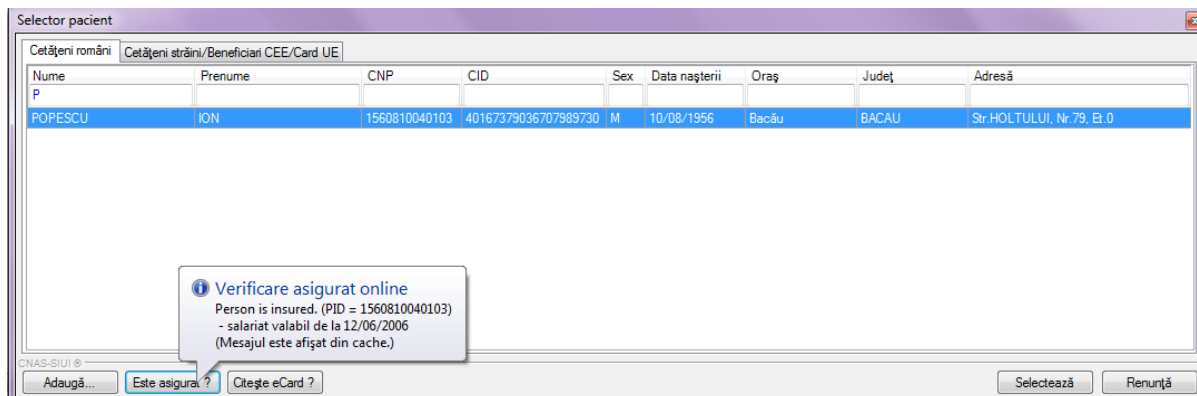 Selector pacient
Cetăţeni români Cetăţeni străini/Beneficiari CEE/Card UE
Nume Prenume CNP CID Sex Data naşterii Oraş Judeţ Adresă
P
POPESCU ION 1560810040103 40167379036707989730 M 10/08/1956 Bacău BACAU Str.HOLTULUI, Nr.79, Et.0
Verificare asigurat online
Person is insured. (PID = 1560810040103)
- salariat valabil de la 12/06/2006
(Mesajul este afişat din cache.)
CNAS-SIUI ®
Adaugă... Este asigurat ? Citeşte eCard ? Selectează Renunţă